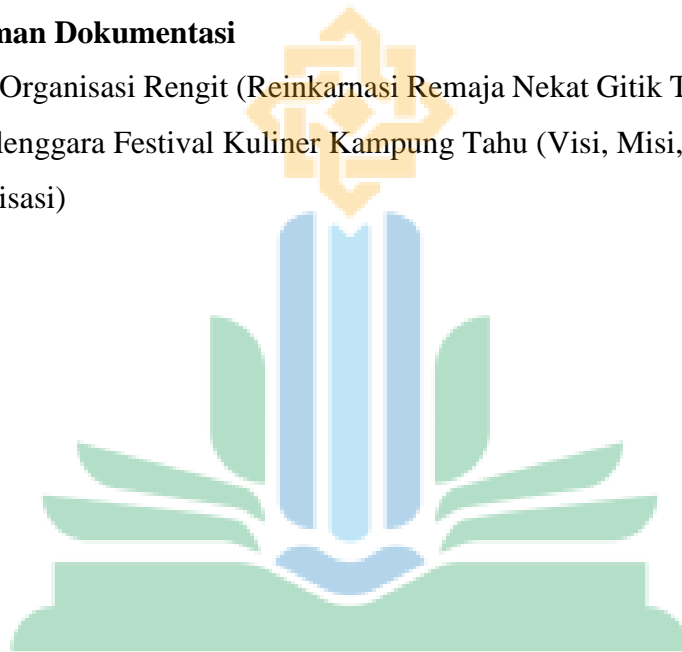 man Dokumentasi
Organisasi Rengit (Reinkarnasi Remaja Nekat Gitik T
lenggara Festival Kuliner Kampung Tahu (Visi, Misi,
isasi)